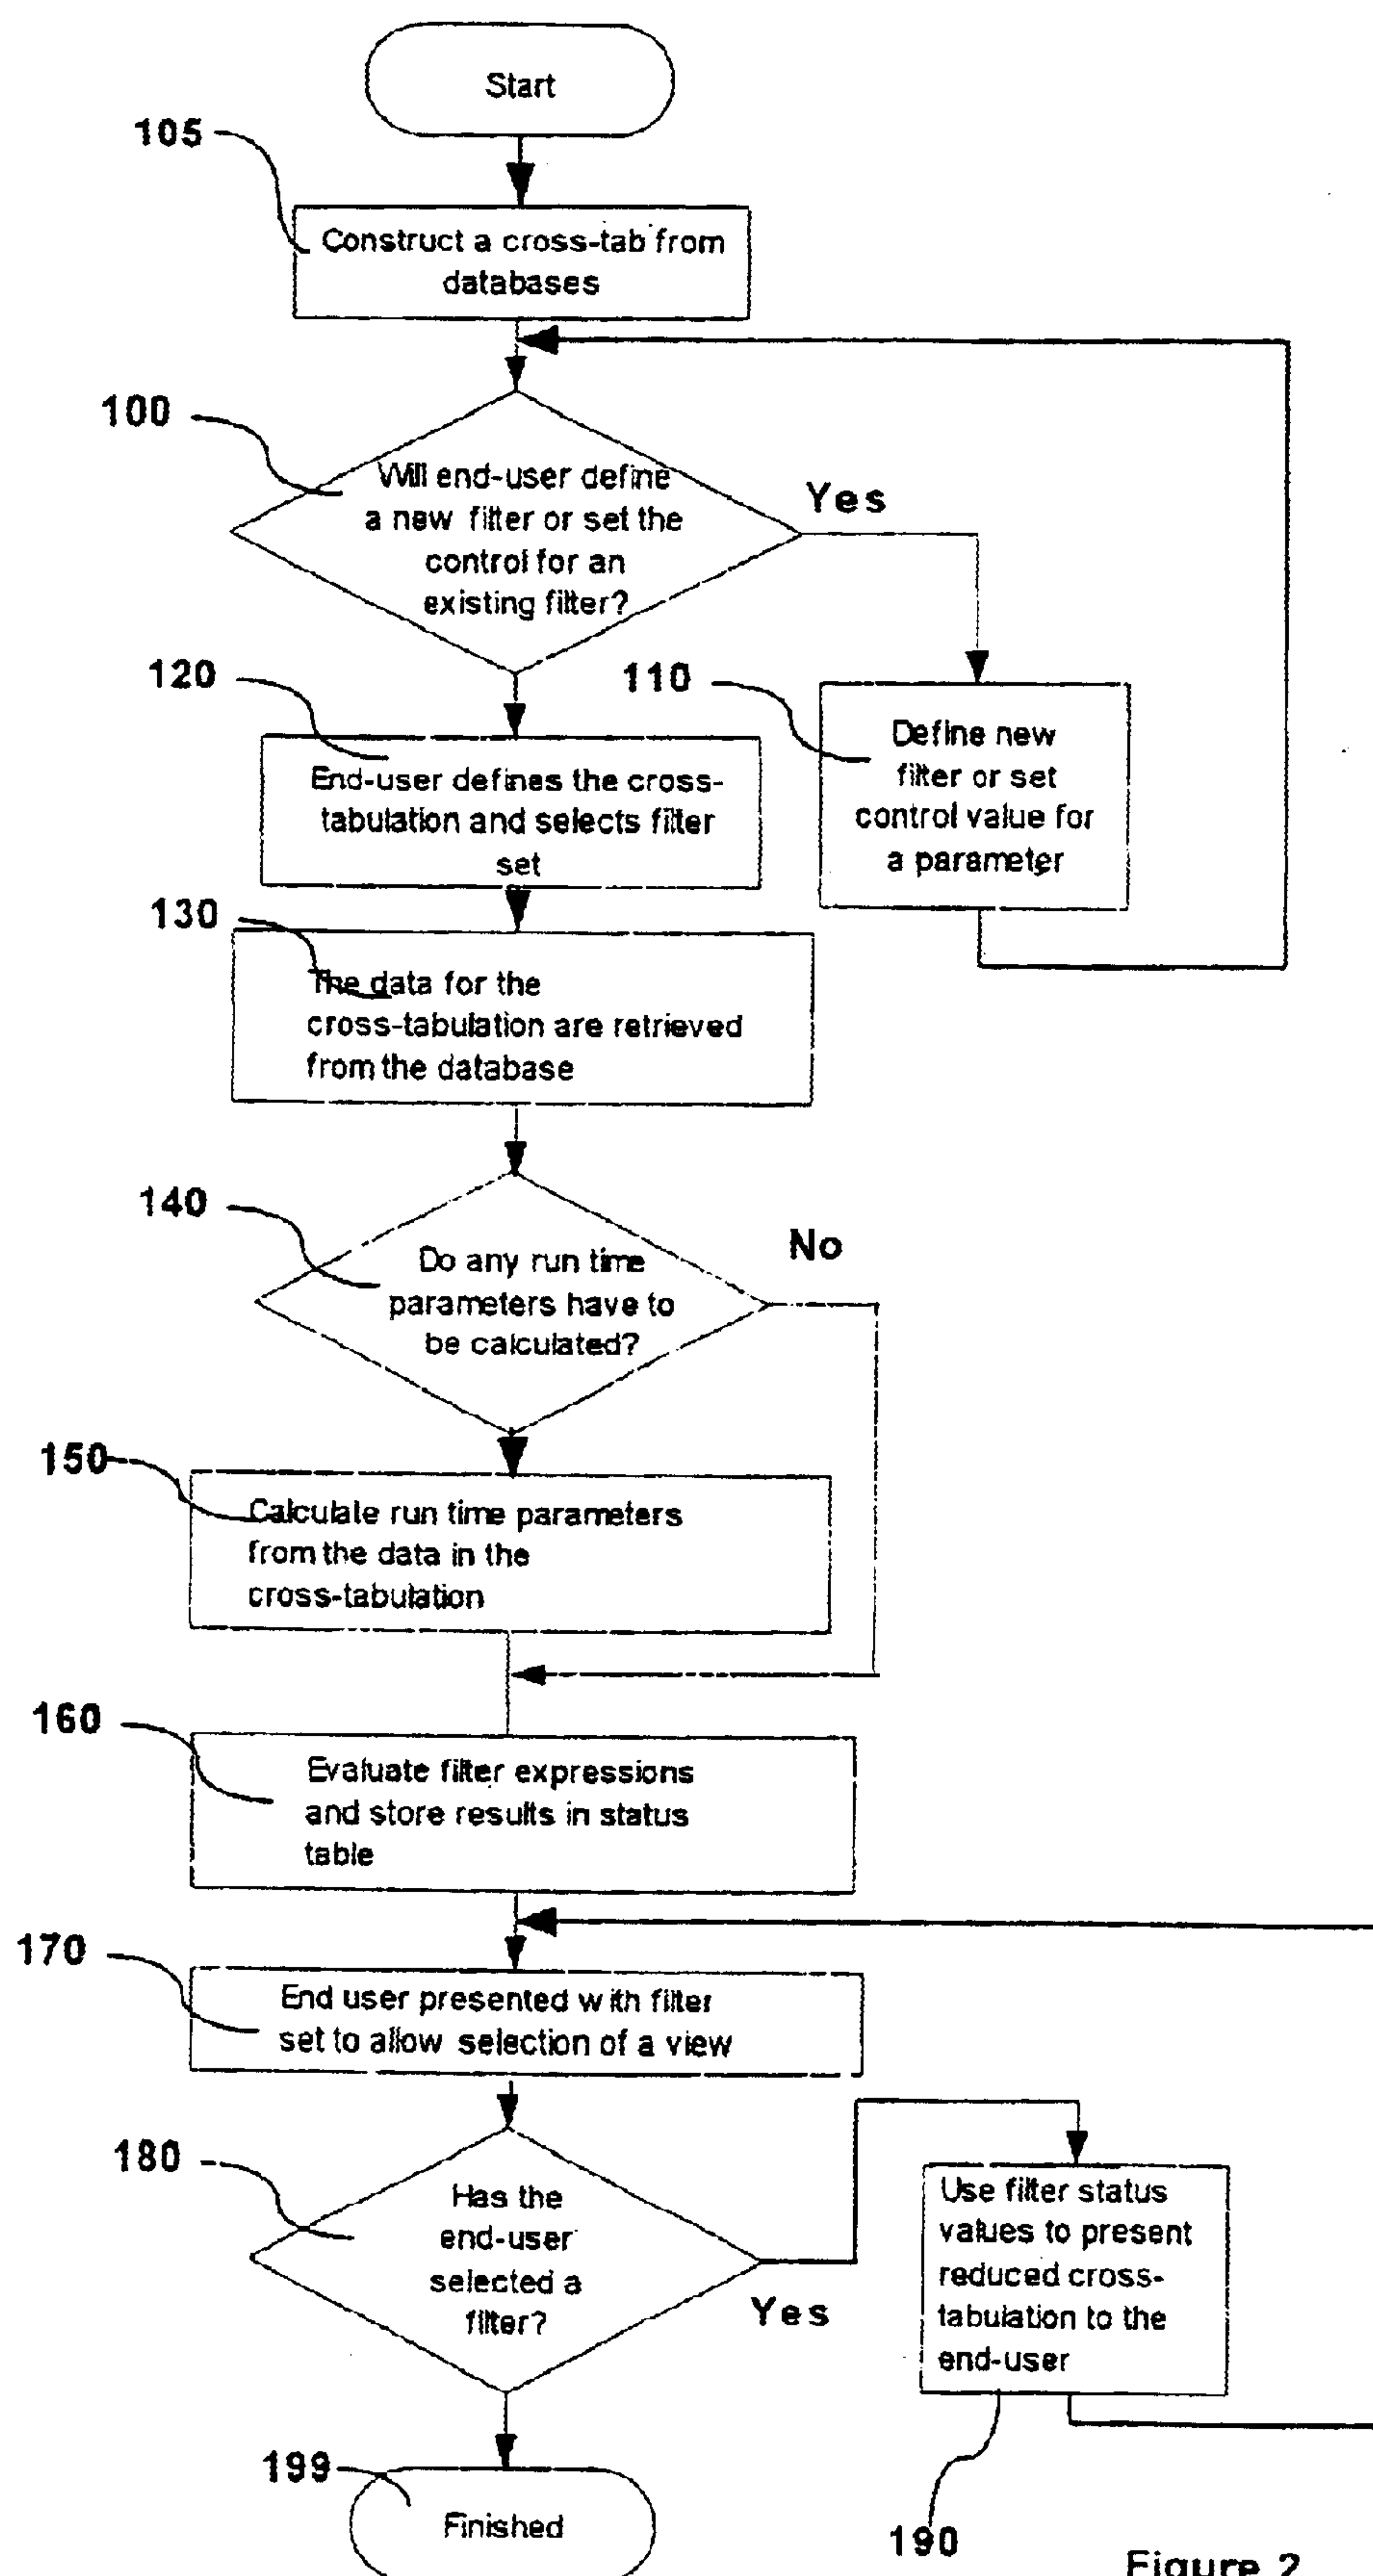 Start
105
Construct a cross-tab from
databases
100
Will end-user define
a new filter or set the
control for an
existing filter?
Yes
120
End-user defines the cross-
tabulation and selects filter
set
110
Define new
filter or set
control value for
a parameter
130
The data for the
cross-tabulation are retrieved
from the database
140
Do any run time
parameters have to
be calculated?
No
150
Calculate run time parameters
from the data in the
cross-tabulation
160
Evaluate filter expressions
and store results in status
table
170
End user presented with filter
set to allow selection of a view
180
Has the
end-user
selected a
filter?
Yes
Use filter status
values to present
reduced cross-
tabulation to the
end-user
190
199
Finished
Figure 2